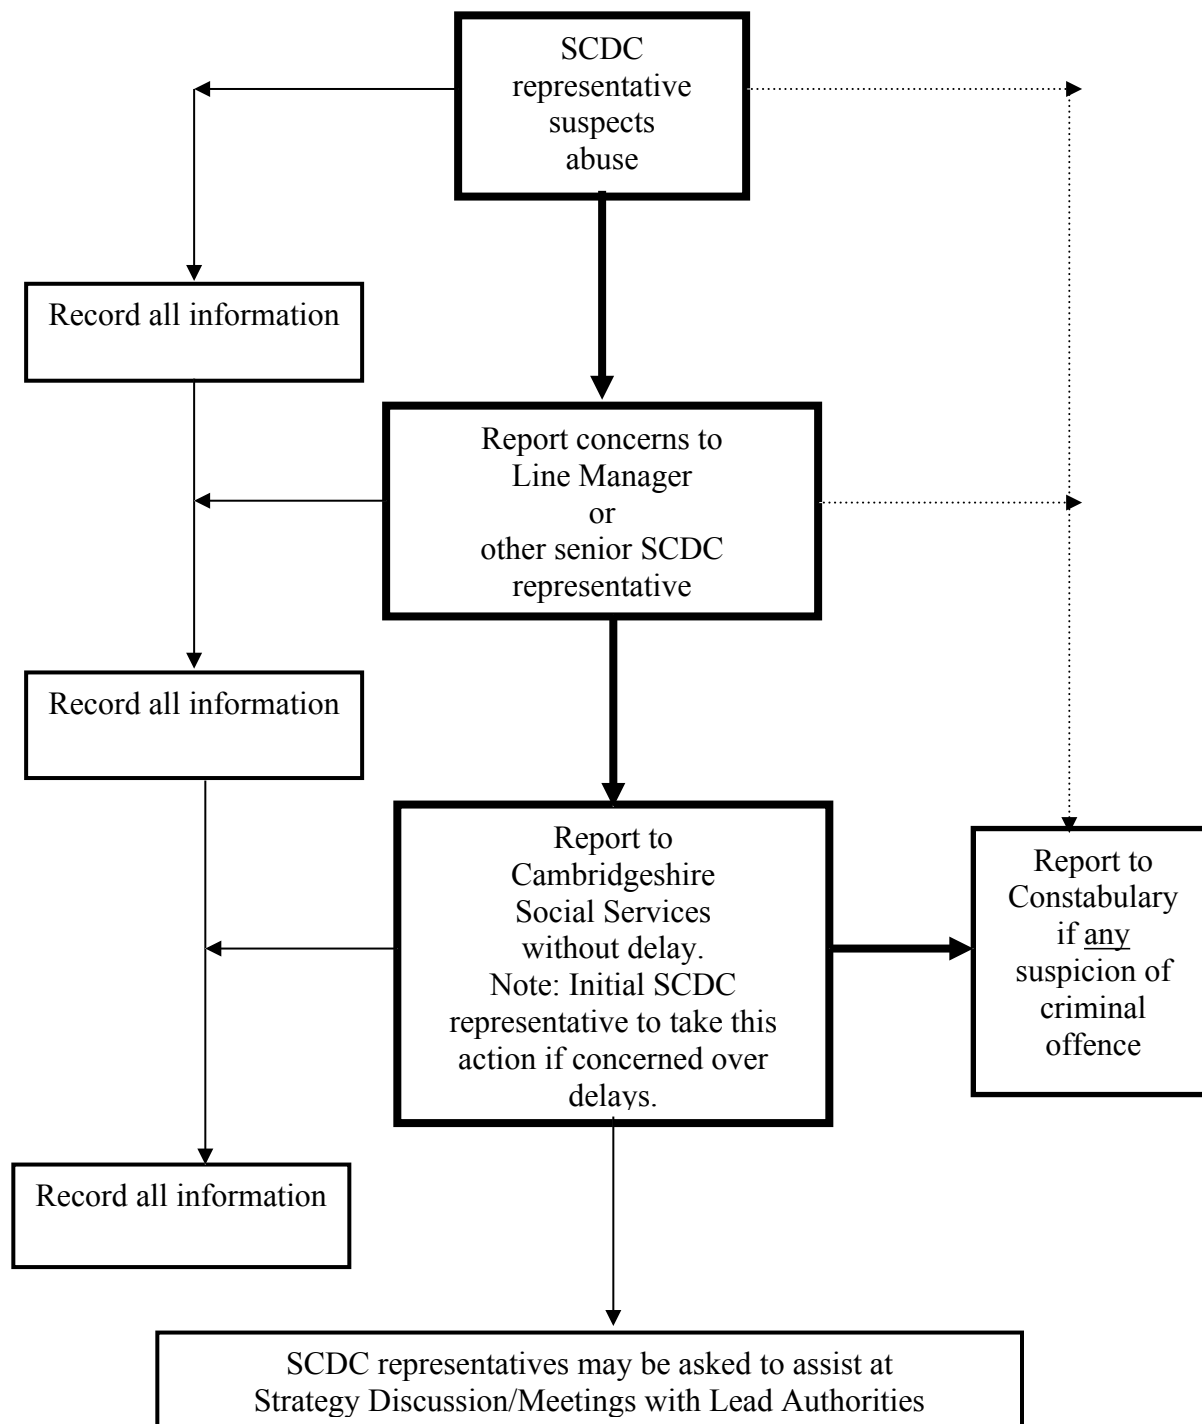 SCDC
representative
suspects
abuse
Record all information
Report concerns to
Line Manager
or
other senior SCDC
representative
Record all information
Report to
Cambridgeshire
Social Services
without delay.
Note: Initial SCDC
representative to take this
action if concerned over
delays.
Report to
Constabulary
if any
suspicion of
criminal
offence
Record all information
SCDC representatives may be asked to assist at
Strategy Discussion/Meetings with Lead Authorities